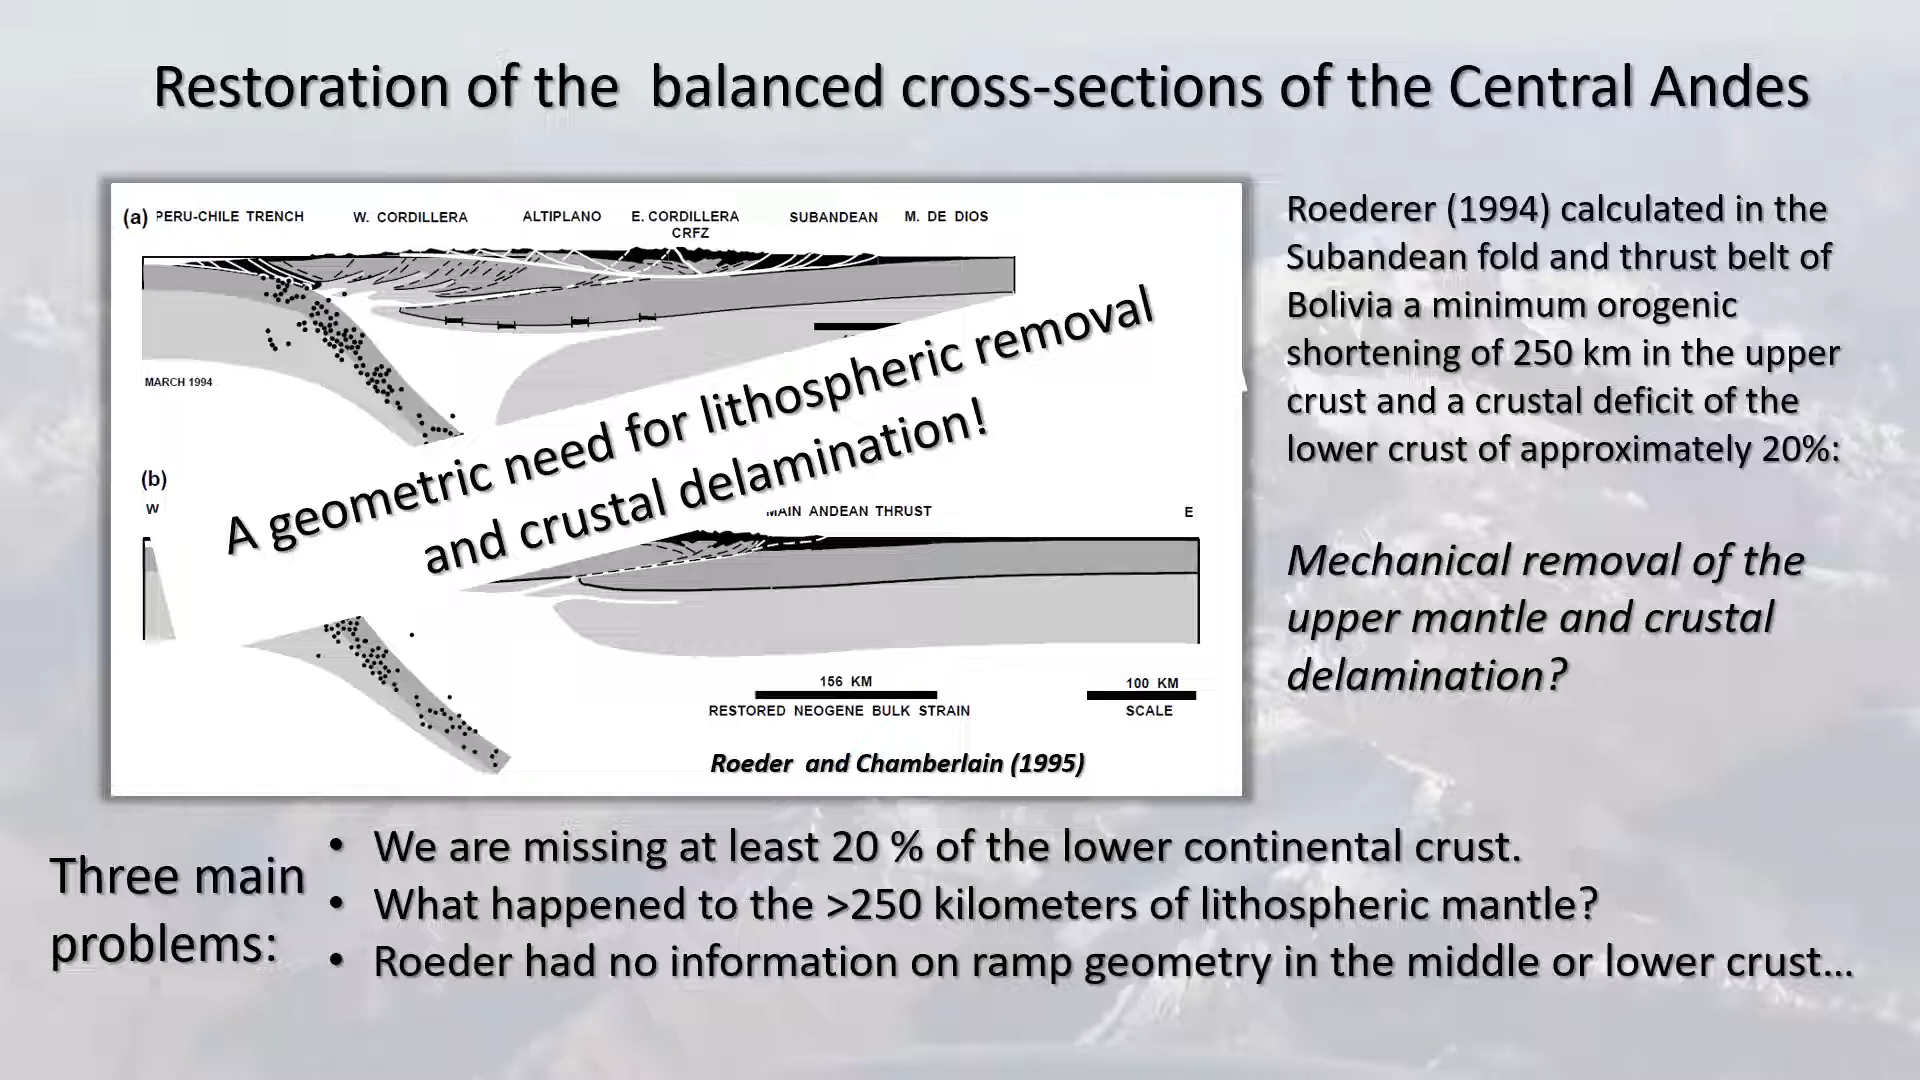 Restoration of the balanced cross-sections of the Central Andes
(a) PERU-CHILE TRENCH W. CORDILLERA ALTIPLANO E. CORDILLERA SUBANDEAN M. DE DIOS
CRFZ
MARCH 1994
A geometric need for lithospheric removal
and crustal delamination!
(b)
W MAIN ANDEAN THRUST E
156 KM 100 KM
RESTORED NEOGENE BULK STRAIN SCALE
Roeder and Chamberlain (1995)
Roederer (1994) calculated in the
Subandean fold and thrust belt of
Bolivia a minimum orogenic
shortening of 250 km in the upper
crust and a crustal deficit of the
lower crust of approximately 20%:
Mechanical removal of the
upper mantle and crustal
delamination?
Three main
problems:
• We are missing at least 20 % of the lower continental crust.
• What happened to the >250 kilometers of lithospheric mantle?
• Roeder had no information on ramp geometry in the middle or lower crust...